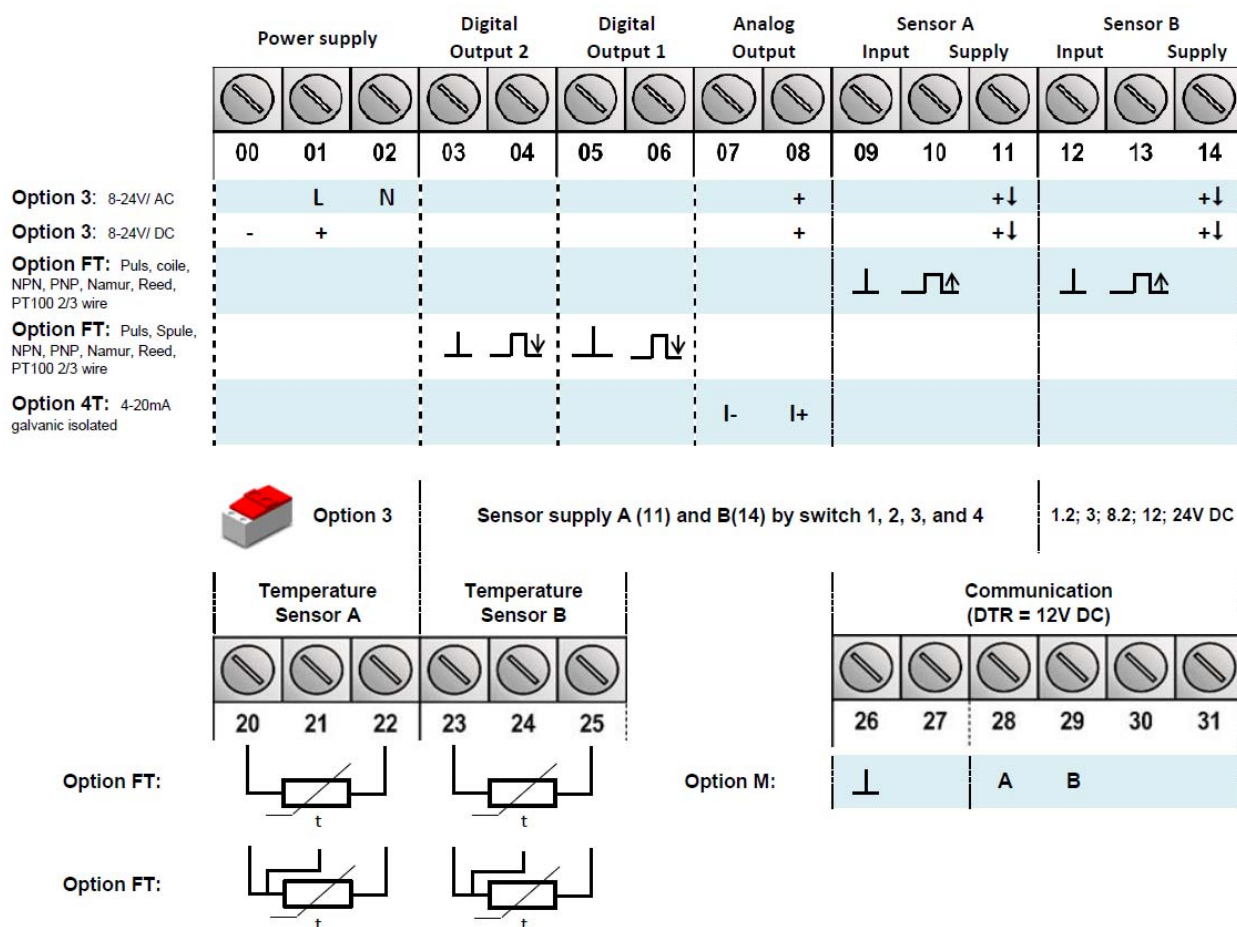 Power supply
Digital
Output 2
Digital
Output 1
Analog
Output
Sensor A
Input Supply
Sensor B
Input Supply
00 01 02 03 04 05 06 07 08 09 10 11 12 13 14
Option 3: 8-24V/ AC L N + +↓ +↓
Option 3: 8-24V/ DC - + + +↓ +↓
Option FT: Puls, coile,
NPN, PNP, Namur, Reed,
PT100 2/3 wire
Option FT: Puls, Spule,
NPN, PNP, Namur, Reed,
PT100 2/3 wire
Option 4T: 4-20mA
galvanic isolated
I- I+
Option 3 Sensor supply A (11) and B(14) by switch 1, 2, 3, and 4 1.2; 3; 8.2; 12; 24V DC
Temperature
Sensor A
Temperature
Sensor B
Communication
(DTR = 12V DC)
20 21 22 23 24 25 26 27 28 29 30 31
Option FT:
t t
Option M: A B
Option FT:
t t